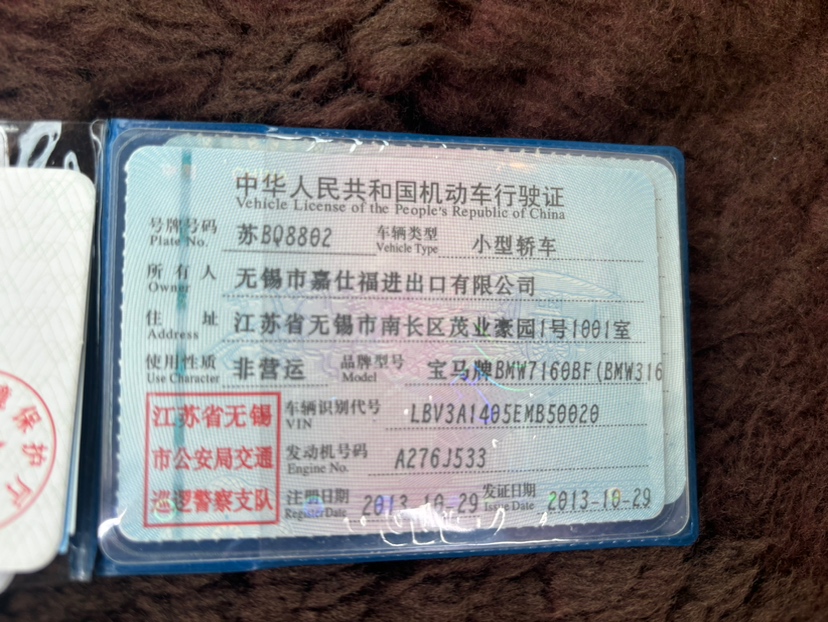 中华人民共和国机动车行驶证
Vehicle License of the People's Republic of China
号牌号码 苏BQ8802 车辆类型 小型轿车
Plate No. Vehicle Type
所有人 无锡市嘉仕福进出口有限公司
Owner
住址 江苏省无锡市南长区茂业豪园1号1001室
Address
使用性质 非营运 品牌型号 宝马牌BMW7160BF(BMW316
Use Character Model
江苏省无锡 车辆识别代号 LBV3A1405EMB50020
VIN
市公安局交通 发动机号码 A276J533
Engine No.
巡逻警察支队 注册日期 2013-10-29 发证日期 2013-10-29
Register Date Issue Date
保护